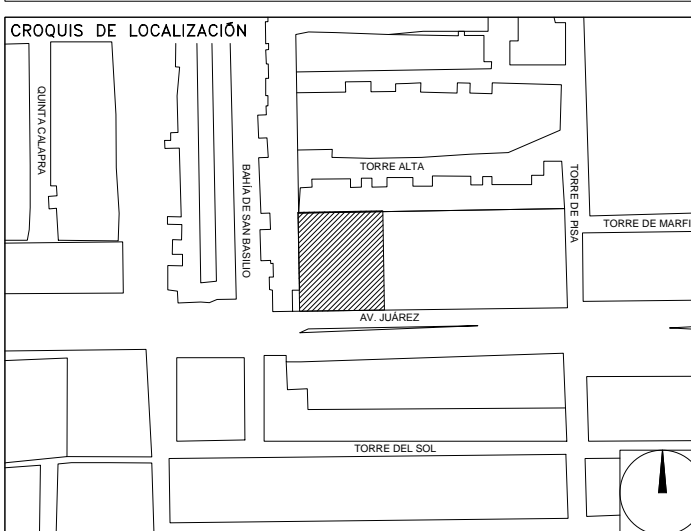 CROQUIS DE LOCALIZACIÓN
QUINTA CALAPRA
BAHÍA DE SAN BASILIO
TORRE ALTA
TORRE DE PISA
TORRE DE MARFI
AV. JUÁREZ
TORRE DEL SOL